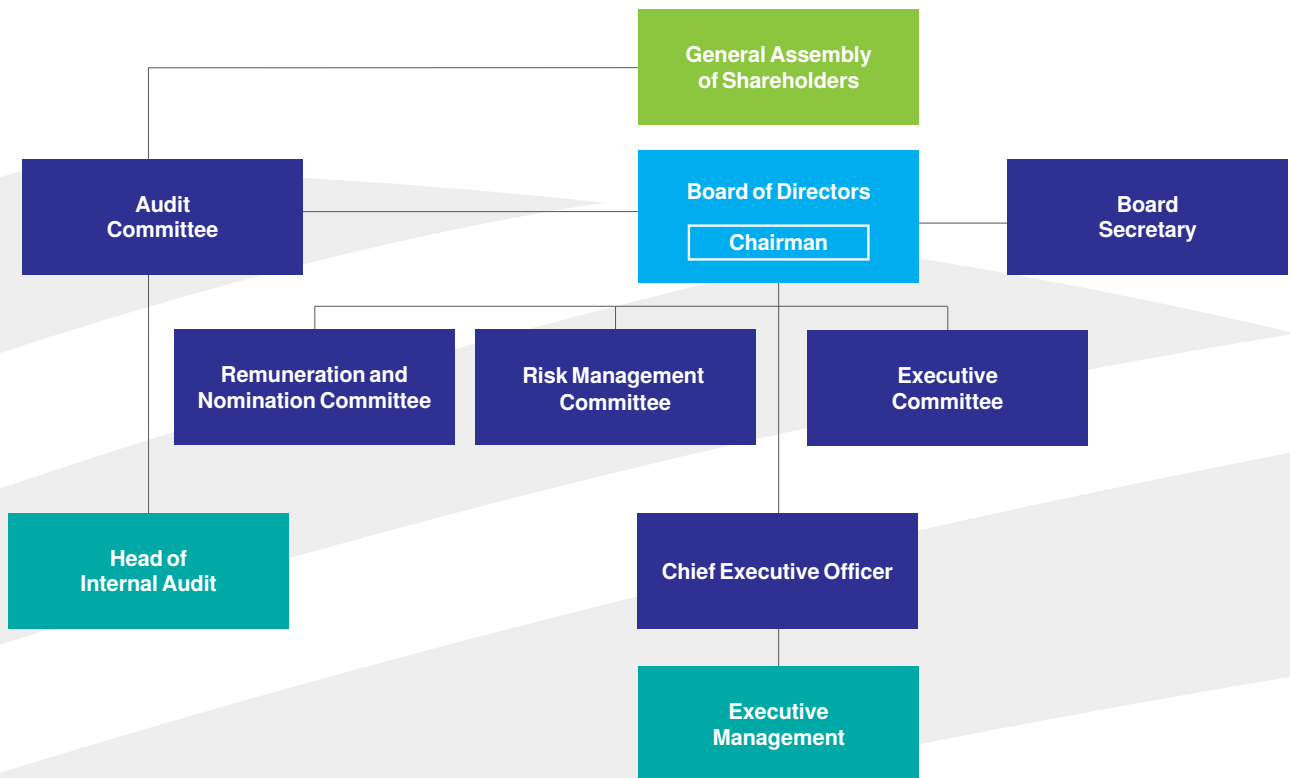 General Assembly
of Shareholders
Audit
Committee
Board of Directors
Chairman
Board
Secretary
Remuneration and
Nomination Committee
Risk Management
Committee
Executive
Committee
Head of
Internal Audit
Chief Executive Officer
Executive
Management